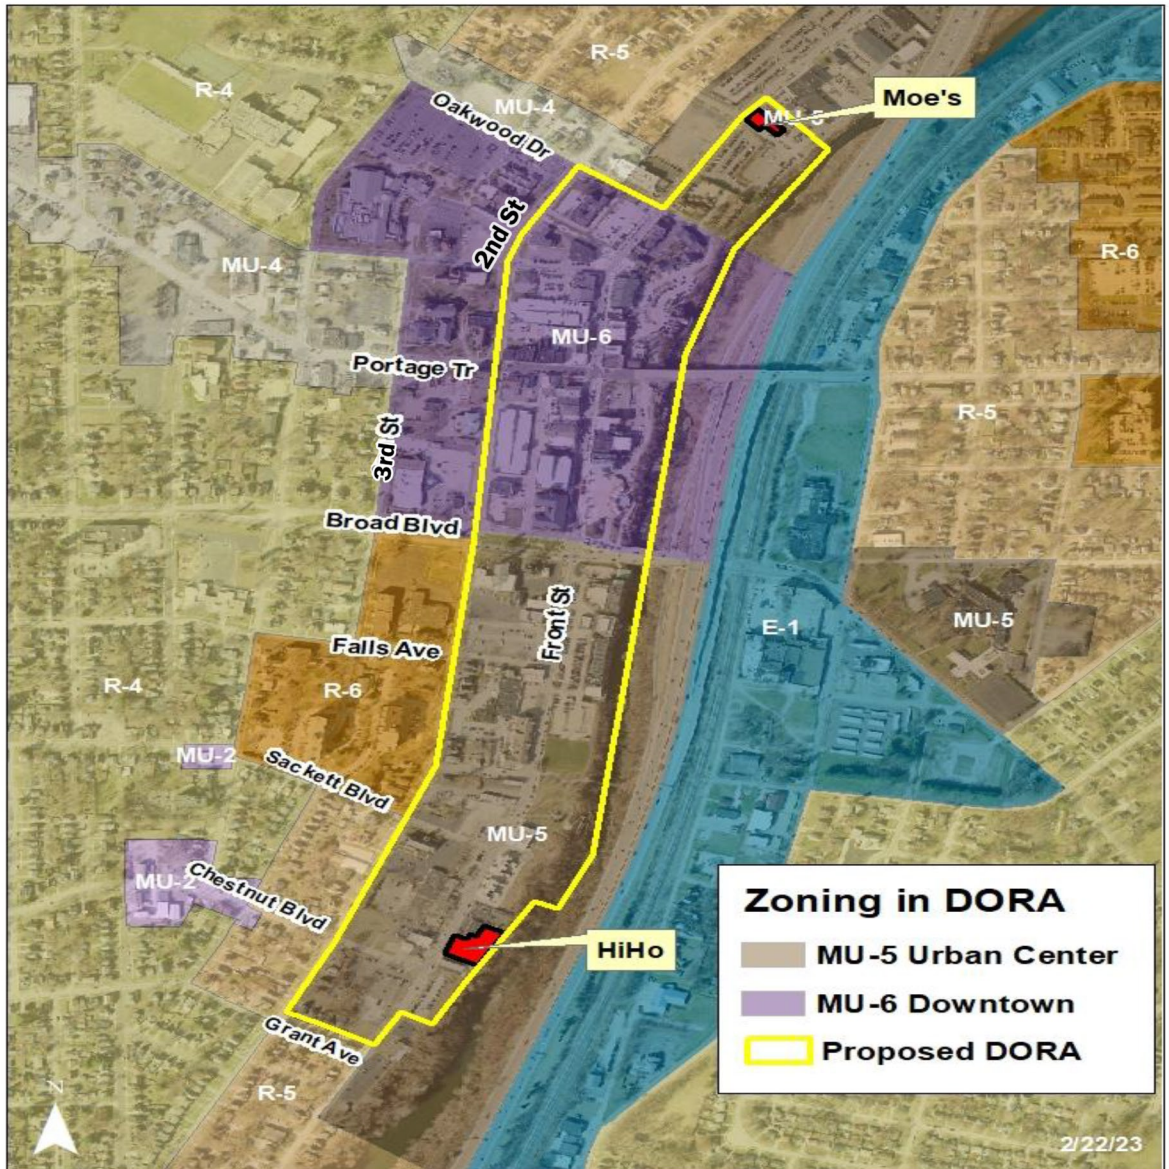 R-5
R-4
Moe's
MU-4
MU-5
Oakwood Dr
2nd St
MU-4
R-6
MU-6
Portage Tr
R-5
3rd St
Broad Blvd
Front St
E-1
MU-5
Falls Ave
R-4
R-6
MU-2
Sackett Blvd
MU-5
MU-2
Chestnut Blvd
HiHo
Grant Ave
R-5
Zoning in DORA
MU-5 Urban Center
MU-6 Downtown
Proposed DORA
N
2/22/23